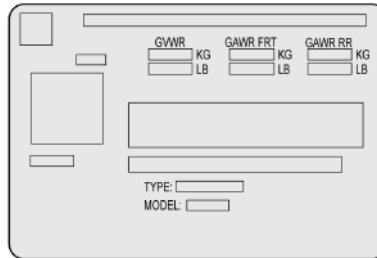 GVWR GAWR FRT GAWR RR
KG KG KG
LB LB LB
TYPE:
MODEL: